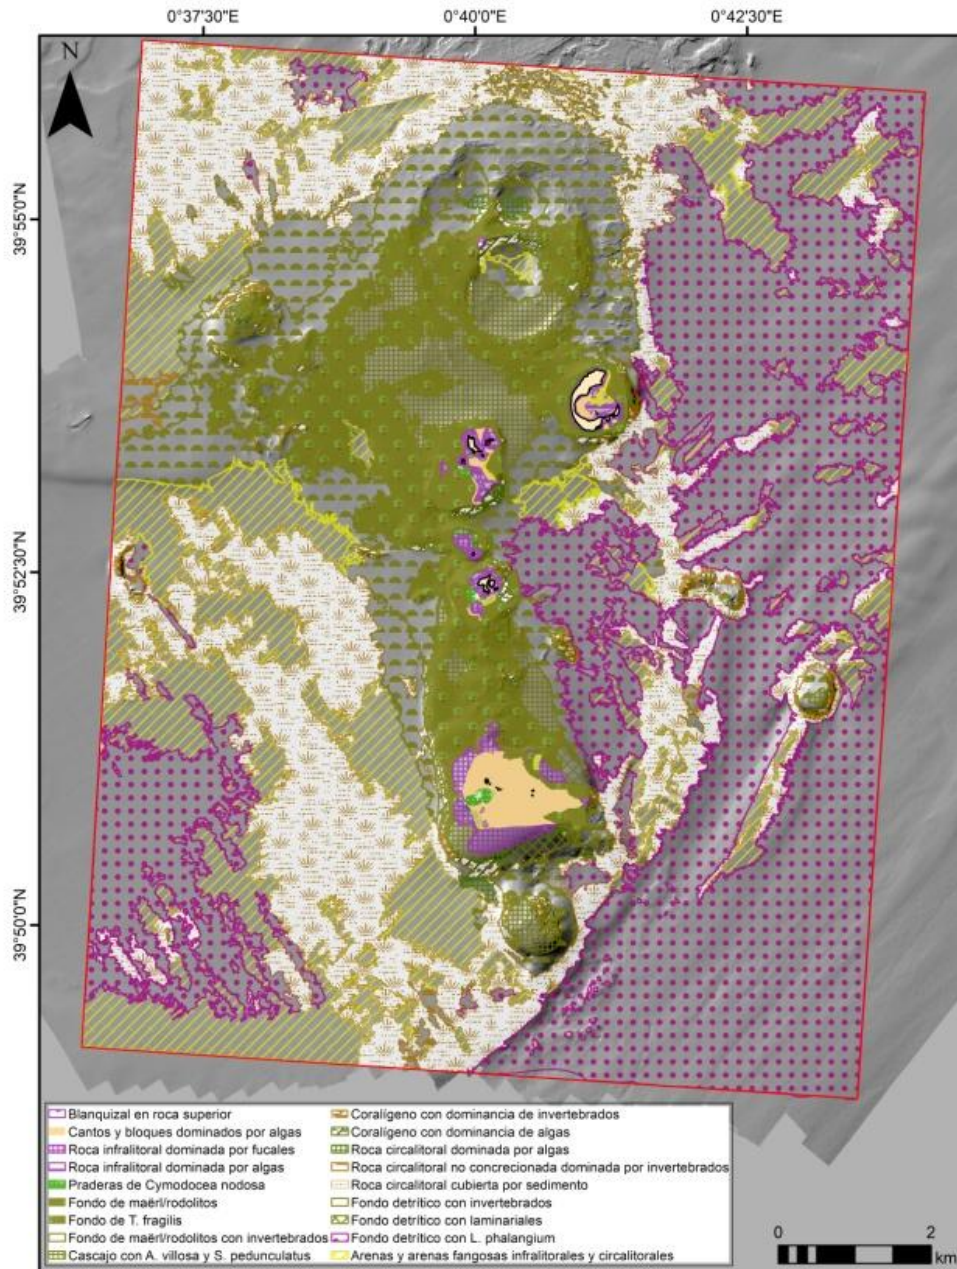 0°37'30"E 0°40'0"E 0°42'30"E
N
39°55'0"N
39°52'30"N
39°50'0"N
Blanquizal en roca superior
Cantos y bloques dominados por algas
Roca infralitoral dominada por fucales
Roca infralitoral dominada por algas
Praderas de Cymodocea nodosa
Fondo de maërl/rodolitos
Fondo de T. fragilis
Fondo de maërl/rodolitos con invertebrados
Cascajo con A. villosa y S. pedunculatus
Coralígeno con dominancia de invertebrados
Coralígeno con dominancia de algas
Roca circalitoral dominada por algas
Roca circalitoral no concrecionada dominada por invertebrados
Roca circalitoral cubierta por sedimento
Fondo detrítico con invertebrados
Fondo detrítico con laminariales
Fondo detrítico con L. phalangium
Arenas y arenas fangosas infralitorales y circalitorales
0 2
km